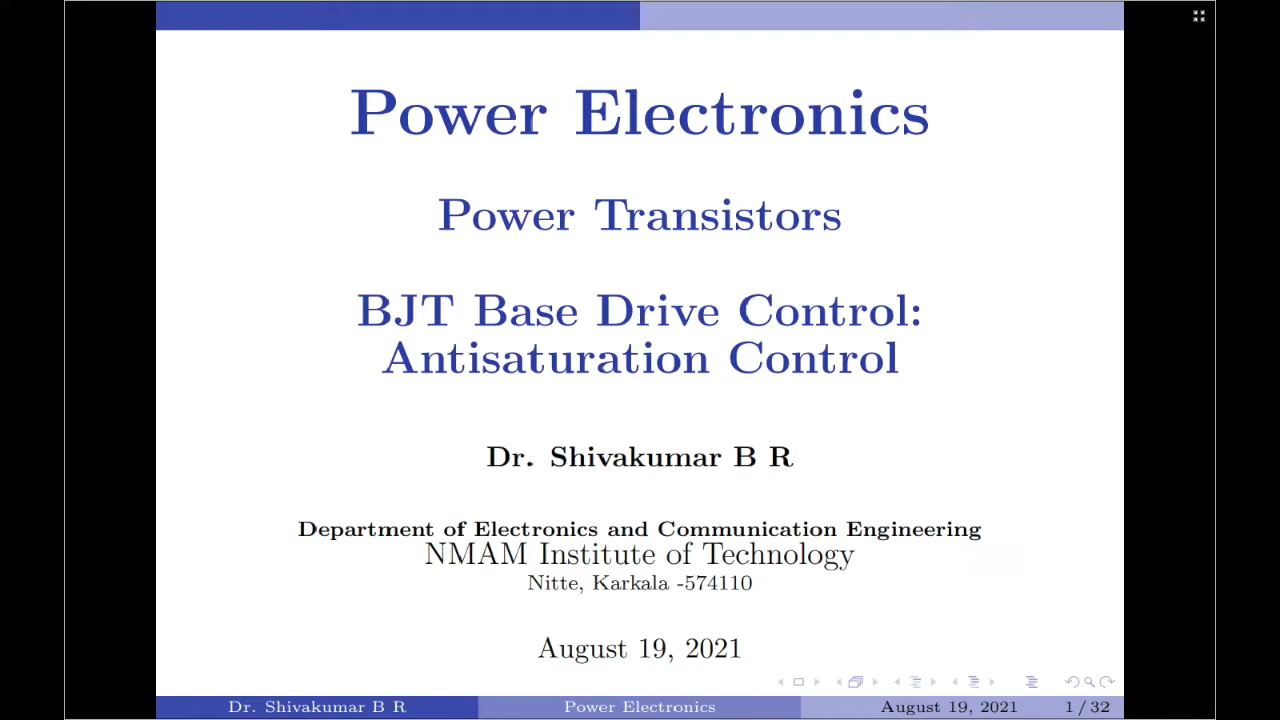 Power Electronics
Power Transistors
BJT Base Drive Control:
Antisaturation Control
Dr. Shivakumar B R
Department of Electronics and Communication Engineering
NMAM Institute of Technology
Nitte, Karkala -574110
August 19, 2021
Dr. Shivakumar B R Power Electronics August 19, 2021 1 / 32